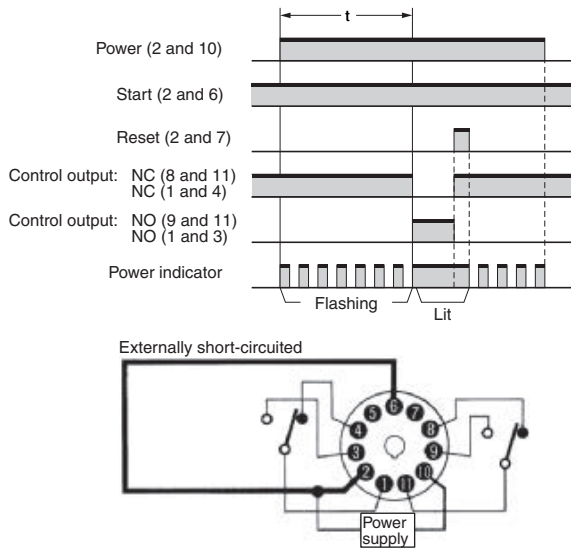 t
Power (2 and 10)
Start (2 and 6)
Reset (2 and 7)
Control output: NC (8 and 11)
NC (1 and 4)
Control output: NO (9 and 11)
NO (1 and 3)
Power indicator
Flashing
Lit
Externally short-circuited
6
5 7
4 8
3 9
2 10
1 11
Power
supply